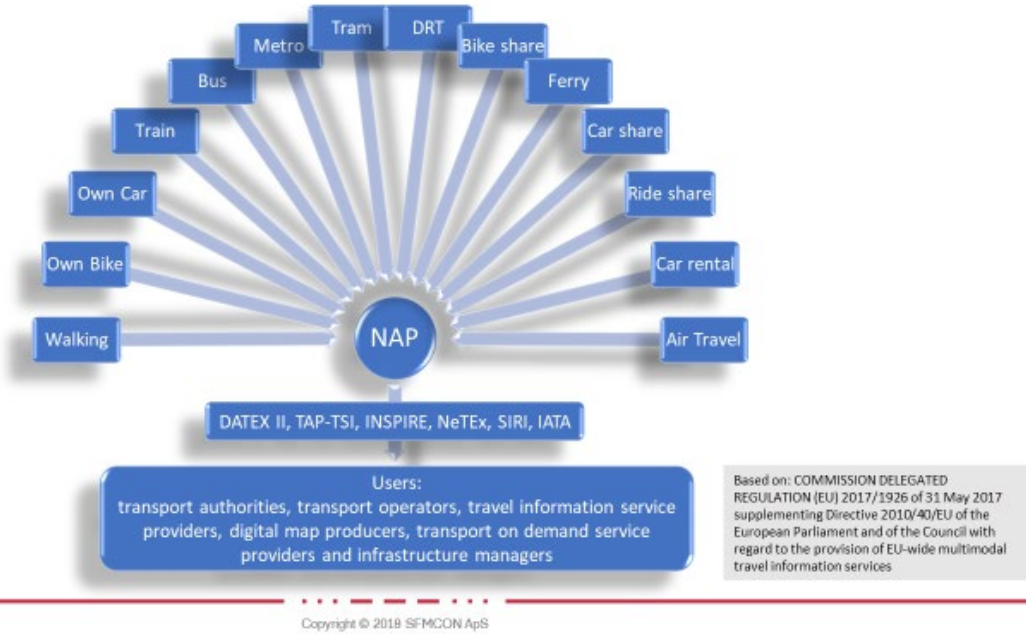 Tram
DRT
Metro
Bike share
Bus
Ferry
Train
Car share
Own Car
Ride share
Own Bike
Car rental
Walking
NAP
Air Travel
DATEX II, TAP-TSI, INSPIRE, NeTEx, SIRI, IATA
Users:
transport authorities, transport operators, travel information service
providers, digital map producers, transport on demand service
providers and infrastructure managers
Based on: COMMISSION DELEGATED
REGULATION (EU) 2017/1926 of 31 May 2017
supplementing Directive 2010/40/EU of the
European Parliament and of the Council with
regard to the provision of EU-wide multimodal
travel information services
Copyright © 2018 SFMCON ApS